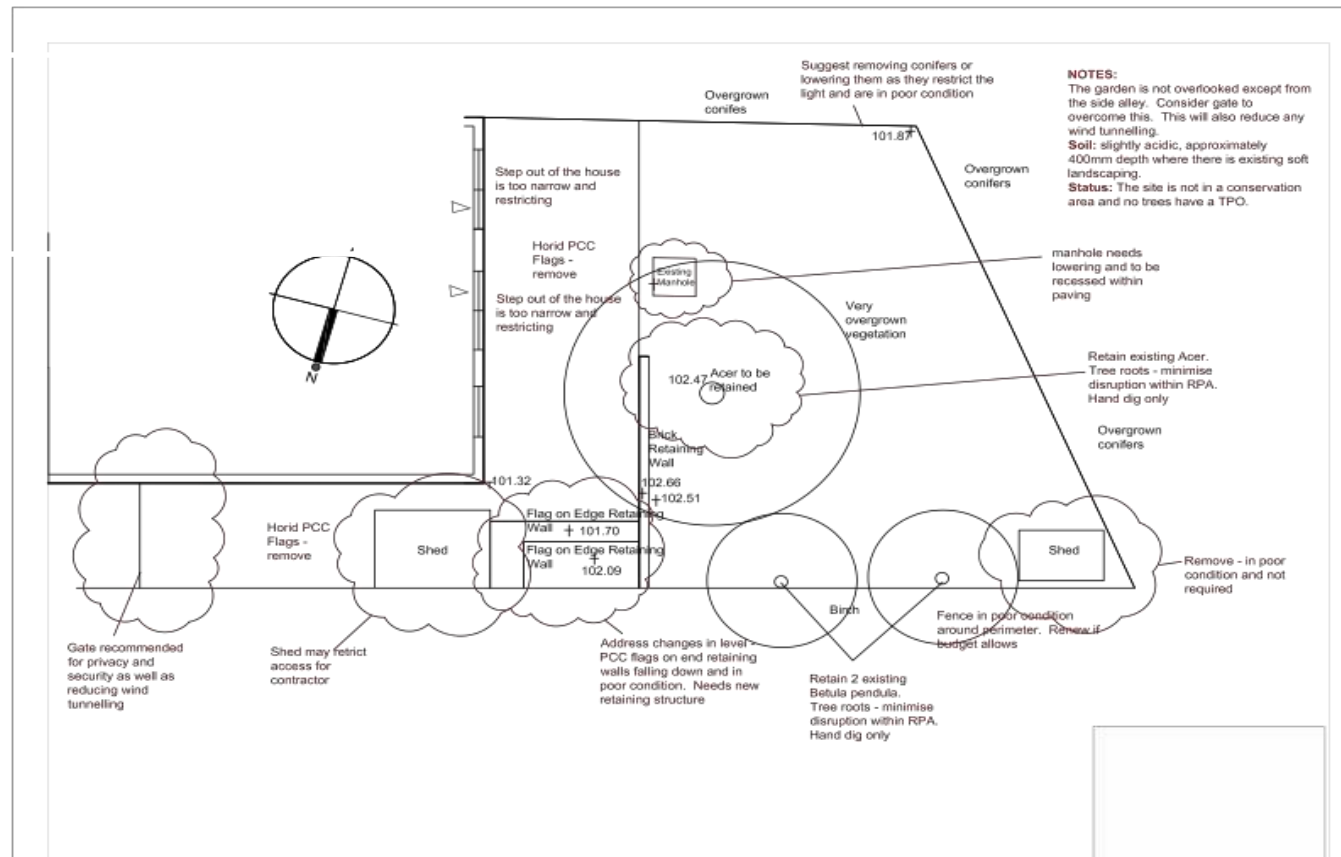 Suggest removing conifers or
lowering them as they restrict the
light and are in poor condition
NOTES:
The garden is not overlooked except from
the side alley. Consider gate to
overcome this. This will also reduce any
wind tunnelling.
Soil: slightly acidic, approximately
400mm depth where there is existing soft
landscaping.
Status: The site is not in a conservation
area and no trees have a TPO.
Overgrown
conifes
101.87
Overgrown
conifers
Step out of the house
is too narrow and
restricting
Horid PCC
Flags -
remove
Existing
Manhole
manhole needs
lowering and to be
recessed within
paving
Step out of the house
is too narrow and
restricting
Very
overgrown
vegetation
N
102.47
Acer to be
retained
Retain existing Acer.
Tree roots - minimise
disruption within RPA.
Hand dig only
Overgrown
conifers
Brick
Retaining
Wall
101.32
102.66
102.51
Flag on Edge Retaining
Wall
101.70
Flag on Edge Retaining
Wall
102.09
Horid PCC
Flags -
remove
Shed
Shed
Remove - in poor
condition and not
required
Birch
Fence in poor condition
around perimeter. Renew if
budget allows
Gate recommended
for privacy and
security as well as
reducing wind
tunnelling
Shed may retrict
access for
contractor
Address changes in level -
PCC flags on end retaining
walls falling down and in
poor condition. Needs new
retaining structure
Retain 2 existing
Betula pendula.
Tree roots - minimise
disruption within RPA.
Hand dig only